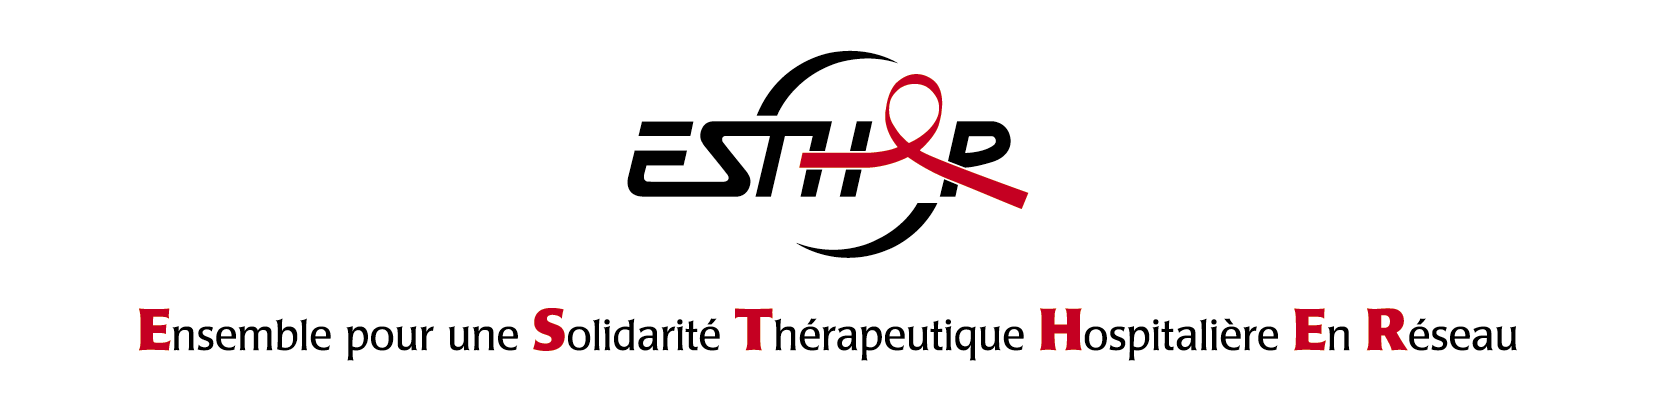 ESTHER
Ensemble pour une Solidarité Thérapeutique Hospitalière En Réseau